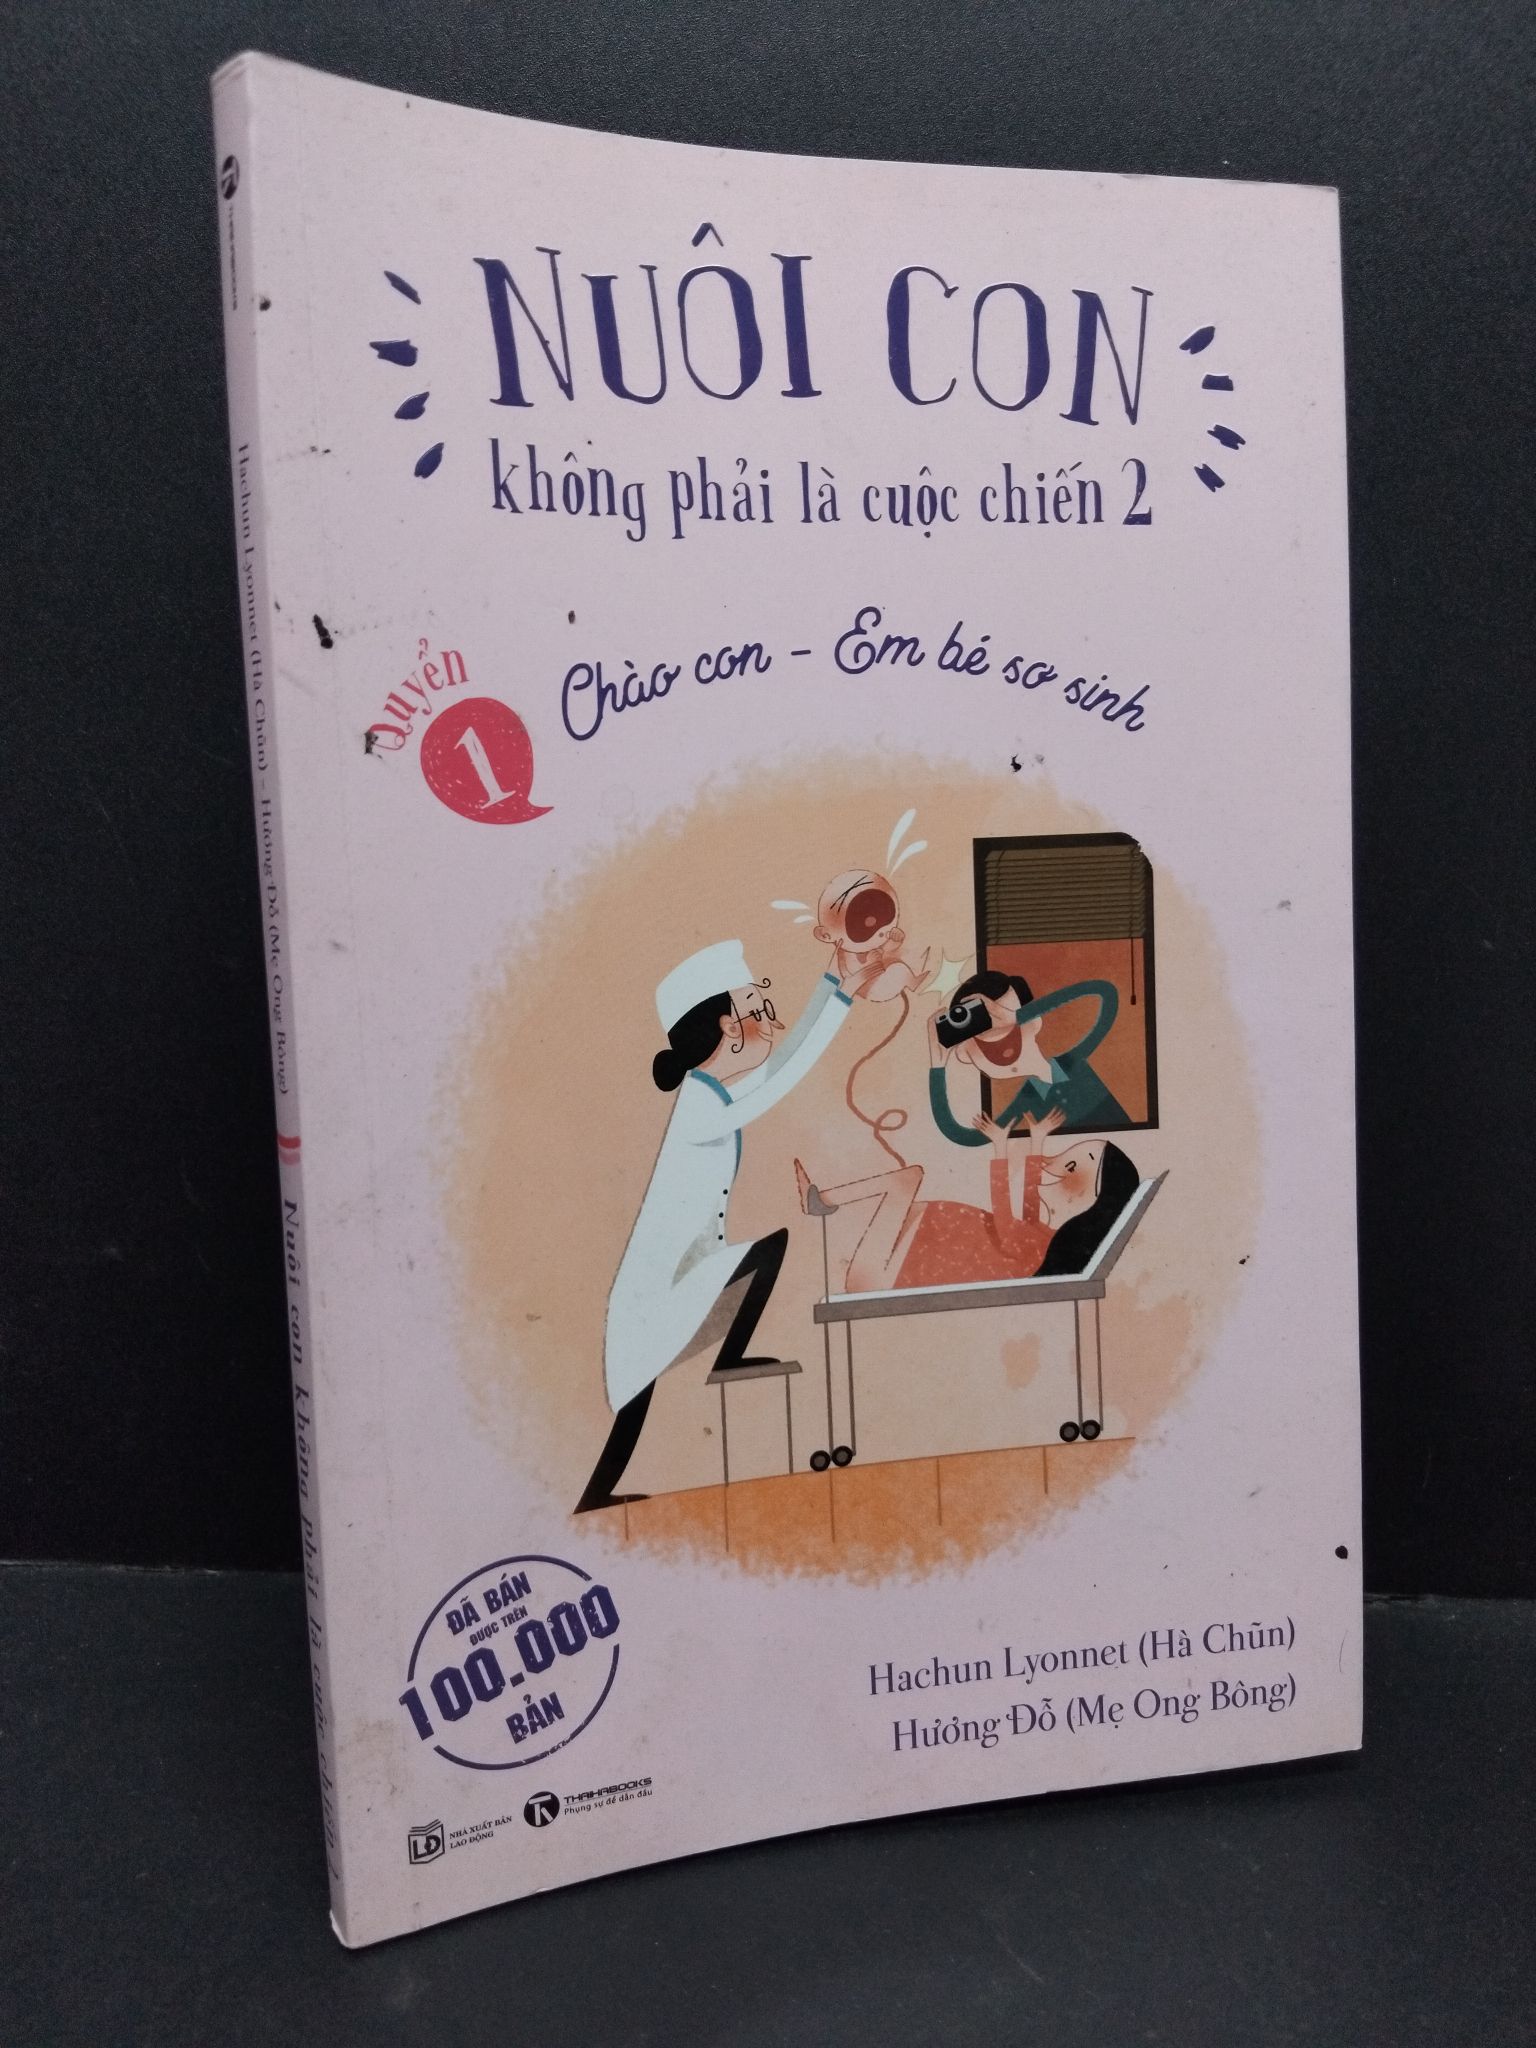 NUÔI CON
không phải là cuộc chiến 2
Quyển
1
Chào con - Em bé sơ sinh
ĐÃ BÁN
ĐƯỢC TRÊN
100.000
BẢN
Hachun Lyonnet (Hà Chũn)
Hưởng Đỗ (Mẹ Ong Bông)
LĐ
NHÀ XUẤT BẢN
LAO ĐỘNG
THAIHABOOKS
Phụng sự để dẫn đầu
Hachun Lyonnet (Hà Chũn) - Hưởng Đỗ (Mẹ Ong Bông)
Nuôi con không phải là cuộc chiến 2